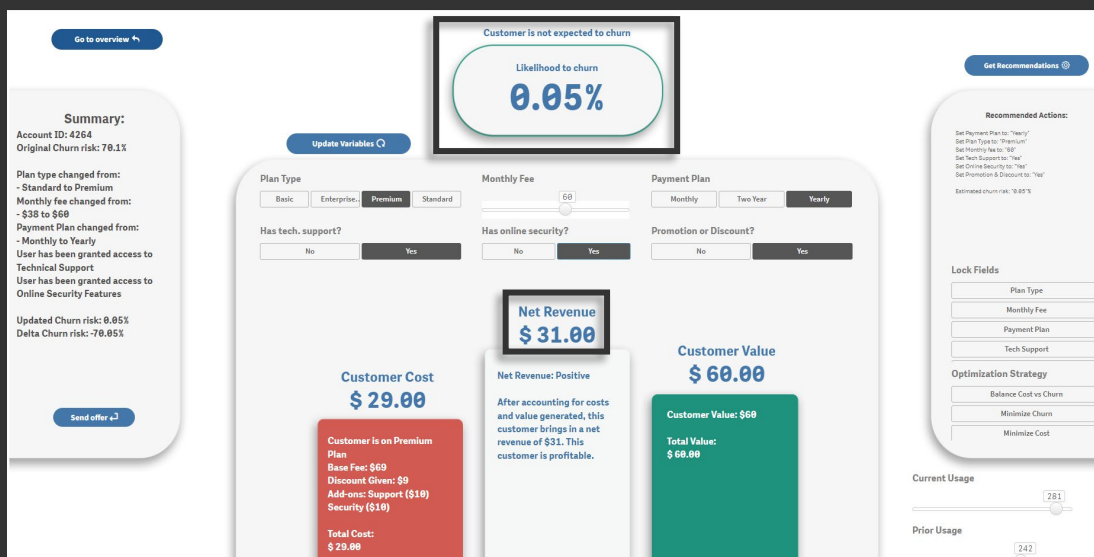 Go to overview
Customer is not expected to churn
Likelihood to churn
0.05%
Get Recommendations
Summary:
Account ID: 4264
Original Churn risk: 70.1%
Plan type changed from:
- Standard to Premium
Monthly fee changed from:
- $38 to $60
Payment Plan changed from:
- Monthly to Yearly
User has been granted access to
Technical Support
User has been granted access to
Online Security Features
Updated Churn risk: 0.05%
Delta Churn risk: -70.05%
Send offer
Update Variables
Plan Type
Basic Enterprise.. Premium Standard
Monthly Fee
60
Payment Plan
Monthly Two Year Yearly
Has tech. support?
No Yes
Has online security?
No Yes
Promotion or Discount?
No Yes
Customer Cost
$ 29.00
Customer is on Premium
Plan
Base Fee: $69
Discount Given: $9
Add-ons: Support ($10)
Security ($10)
Total Cost:
$ 29.00
Net Revenue
$ 31.00
Net Revenue: Positive
After accounting for costs
and value generated, this
customer brings in a net
revenue of $31. This
customer is profitable.
Customer Value
$ 60.00
Customer Value: $60
Total Value:
$ 60.00
Recommended Actions:
Set Payment Plan to: "Yearly"
Set Plan Type to: "Premium"
Set Monthly fee to: "60"
Set Tech Support to: "Yes"
Set Online Security to: "Yes"
Set Promotion & Discount to: "Yes"
Estimated churn risk: "0.05"%
Lock Fields
Plan Type
Monthly Fee
Payment Plan
Tech Support
Optimization Strategy
Balance Cost vs Churn
Minimize Churn
Minimize Cost
Current Usage
281
Prior Usage
242